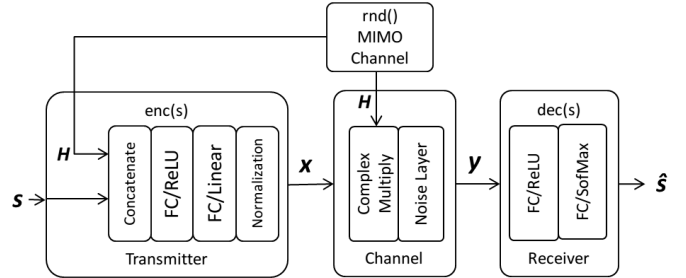 rnd()
MIMO
Channel
H
H
enc(s)
Concatenate
FC/ReLU
FC/Linear
Normalization
Transmitter
s
x
Complex
Multiply
Noise Layer
Channel
y
dec(s)
FC/ReLU
FC/SofMax
Receiver
ŝ